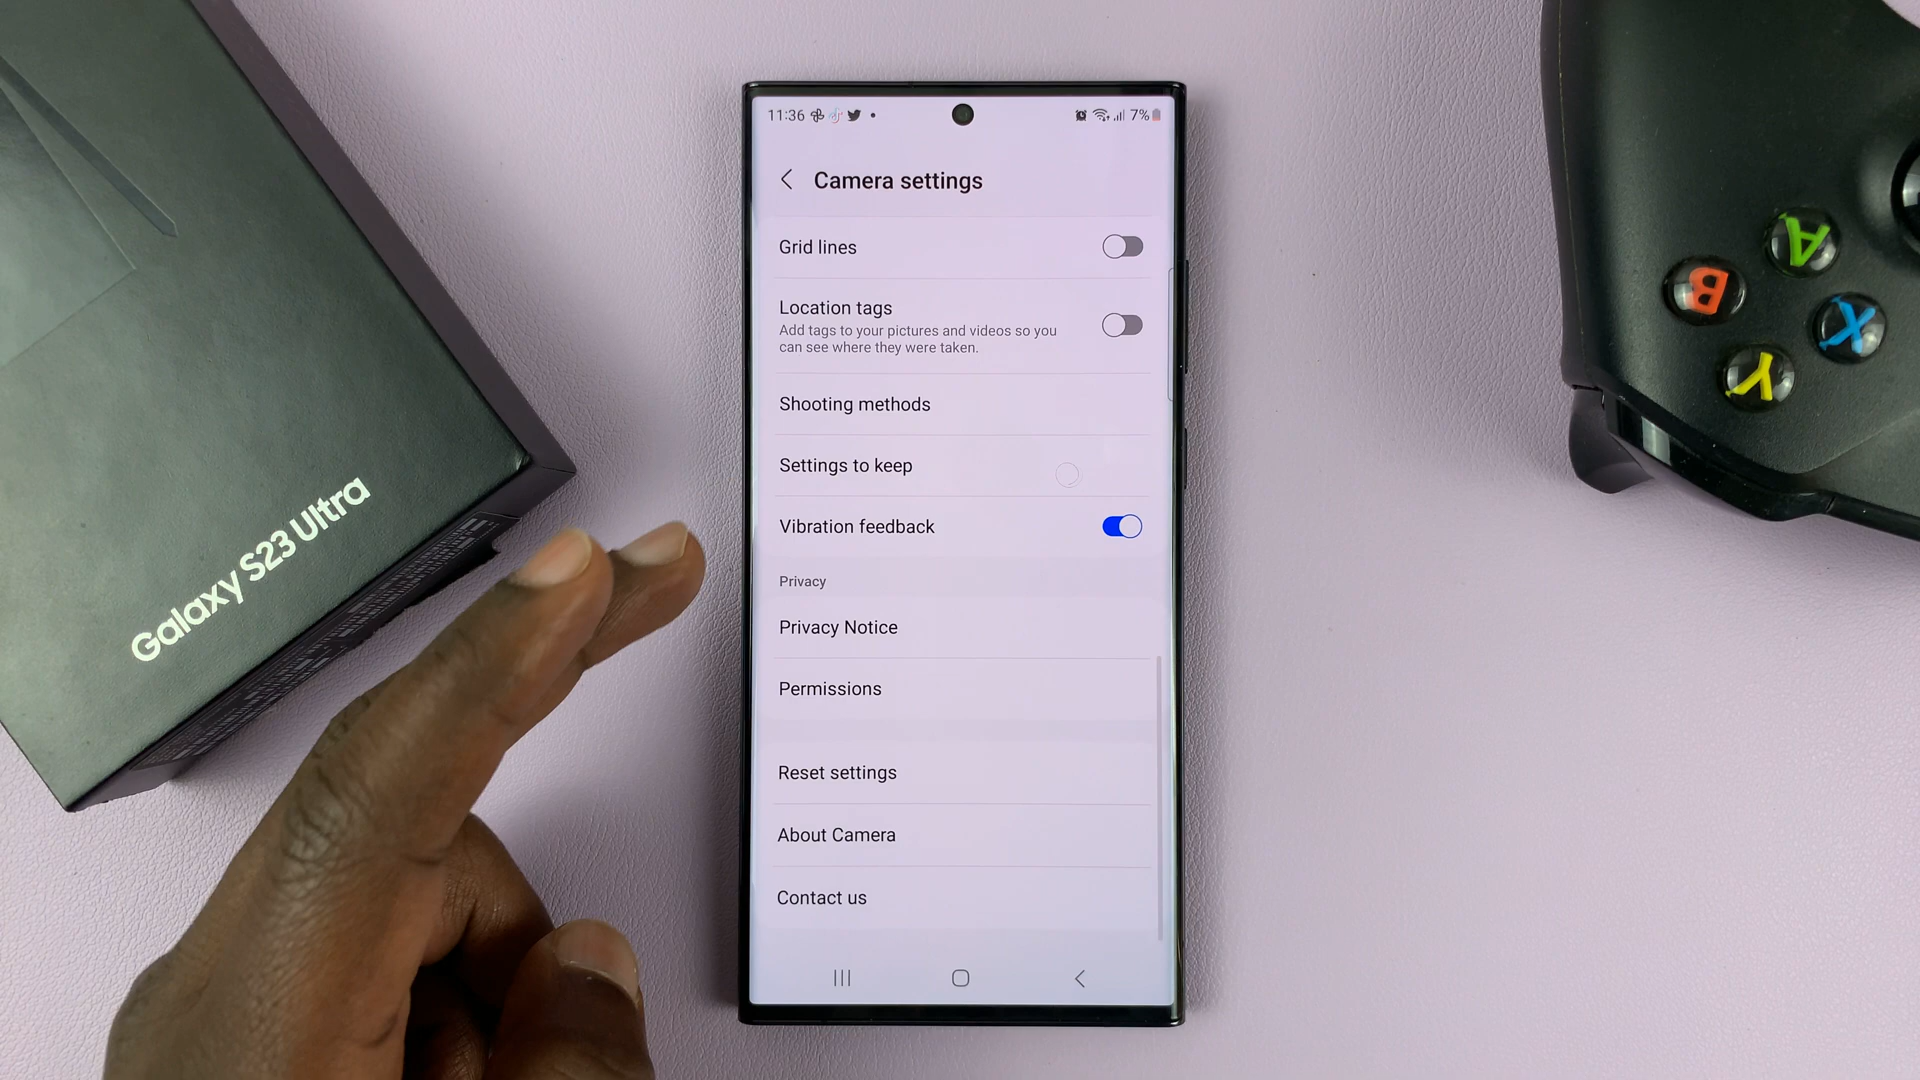 Galaxy S23 Ultra
11:36
7%
Camera settings
Grid lines
Location tags
Add tags to your pictures and videos so you
can see where they were taken.
Shooting methods
Settings to keep
Vibration feedback
Privacy
Privacy Notice
Permissions
Reset settings
About Camera
Contact us
A
B
X
Y